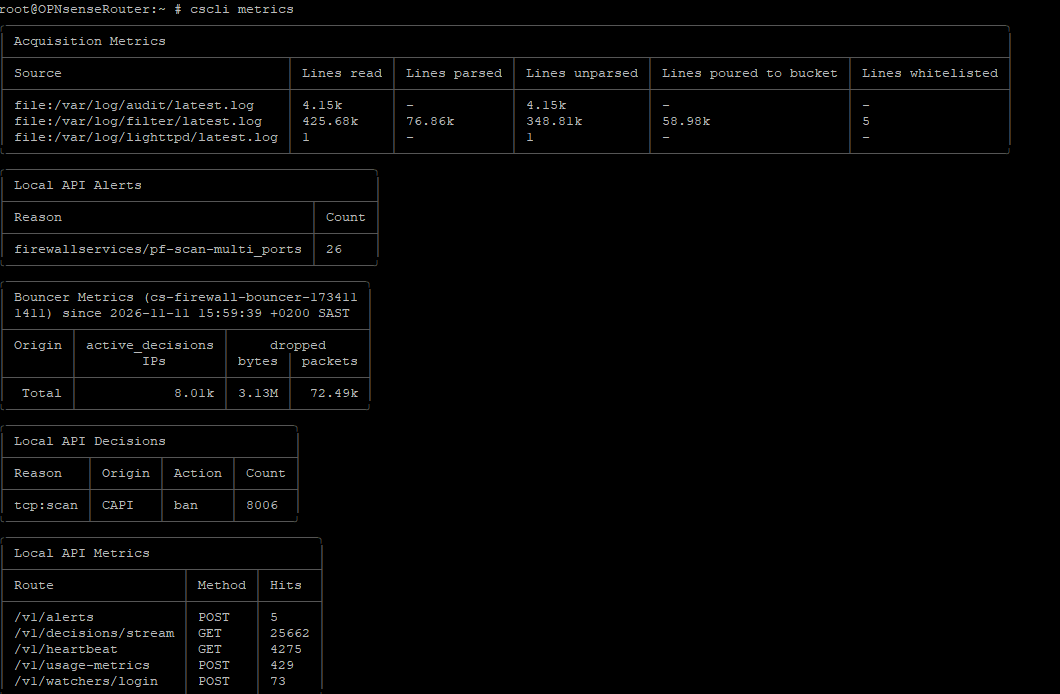 root@OPNsenseRouter:~ # cscli metrics
Acquisition Metrics
Source Lines read Lines parsed Lines unparsed Lines poured to bucket Lines whitelisted
file:/var/log/audit/latest.log 4.15k - 4.15k - -
file:/var/log/filter/latest.log 425.68k 76.86k 348.81k 58.98k 5
file:/var/log/lighttpd/latest.log 1 - 1 - -
Local API Alerts
Reason Count
firewallservices/pf-scan-multi_ports 26
Bouncer Metrics (cs-firewall-bouncer-173411
1411) since 2026-11-11 15:59:39 +0200 SAST
Origin active_decisions dropped
IPs bytes packets
Total 8.01k 3.13M 72.49k
Local API Decisions
Reason Origin Action Count
tcp:scan CAPI ban 8006
Local API Metrics
Route Method Hits
/v1/alerts POST 5
/v1/decisions/stream GET 25662
/v1/heartbeat GET 4275
/v1/usage-metrics POST 429
/v1/watchers/login POST 73